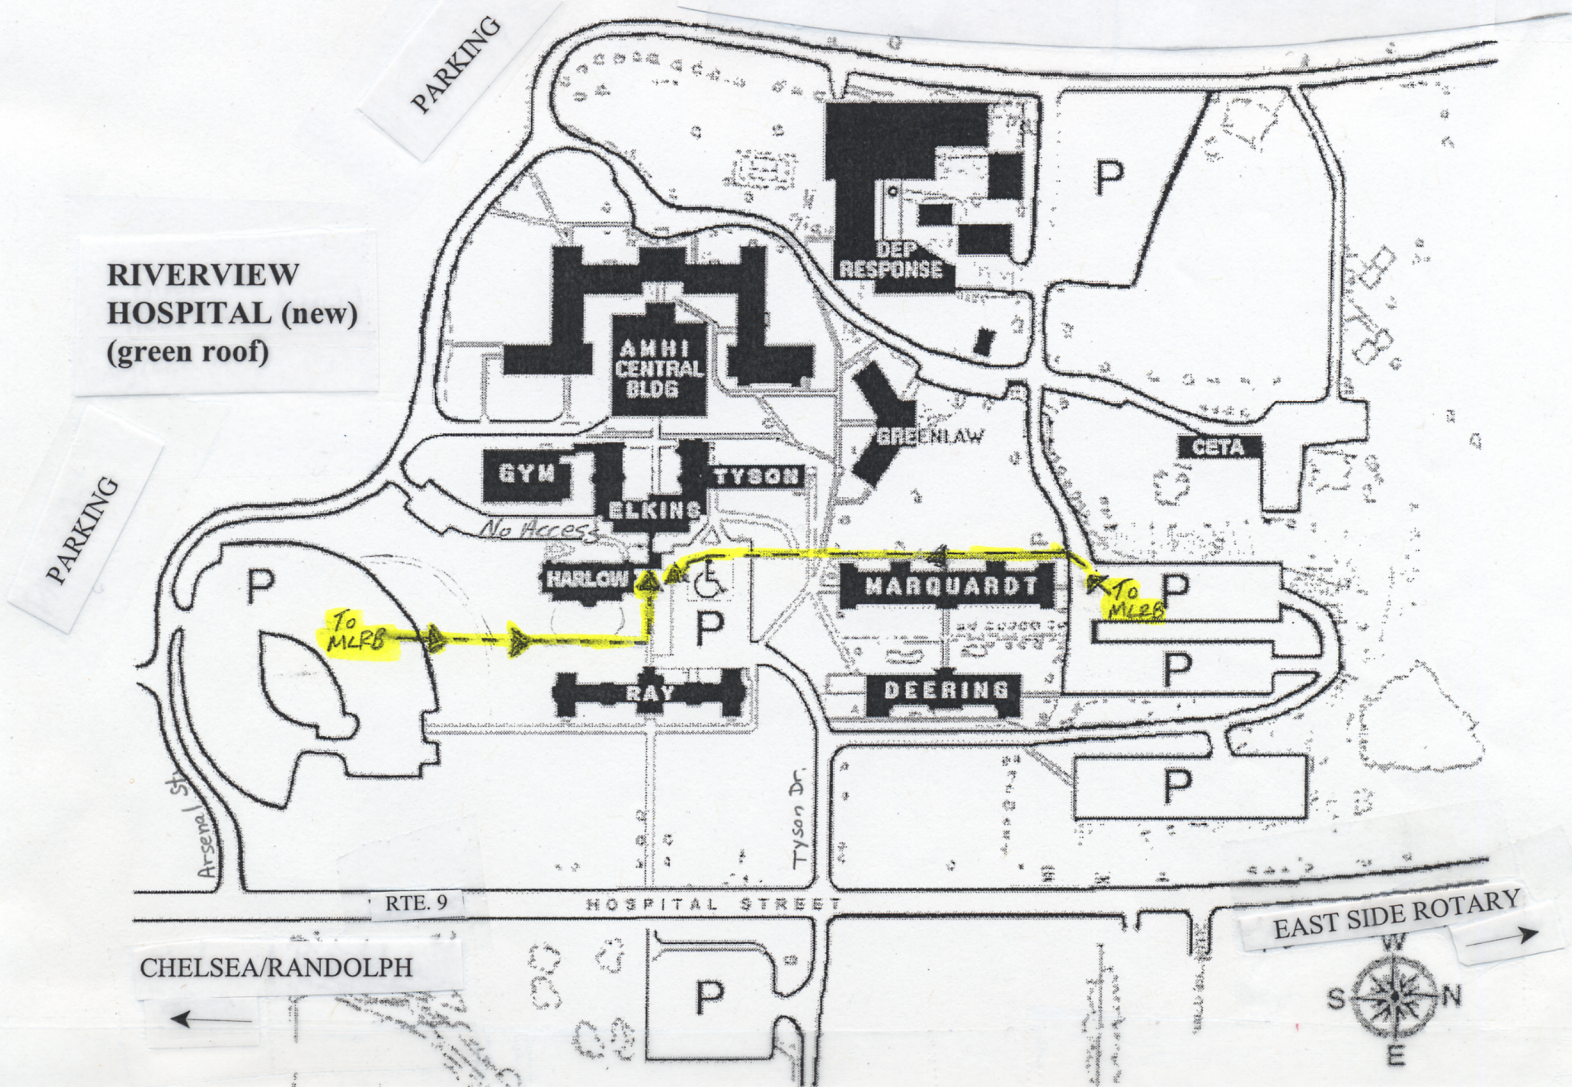 PARKING
P
RIVERVIEW
HOSPITAL (new)
(green roof)
DEP
RESPONSE
AMHI
CENTRAL
BLDG
GREENLAW
CETA
GYM
TYSON
ELKINS
No Access
PARKING
HARLOW
MARQUARDT
P
P
To
MLRB
To
MLRB
P
P
RAY
DEERING
P
Arsenal St.
Tyson Dr.
RTE. 9
HOSPITAL STREET
EAST SIDE ROTARY
CHELSEA/RANDOLPH
P
W
S
N
E